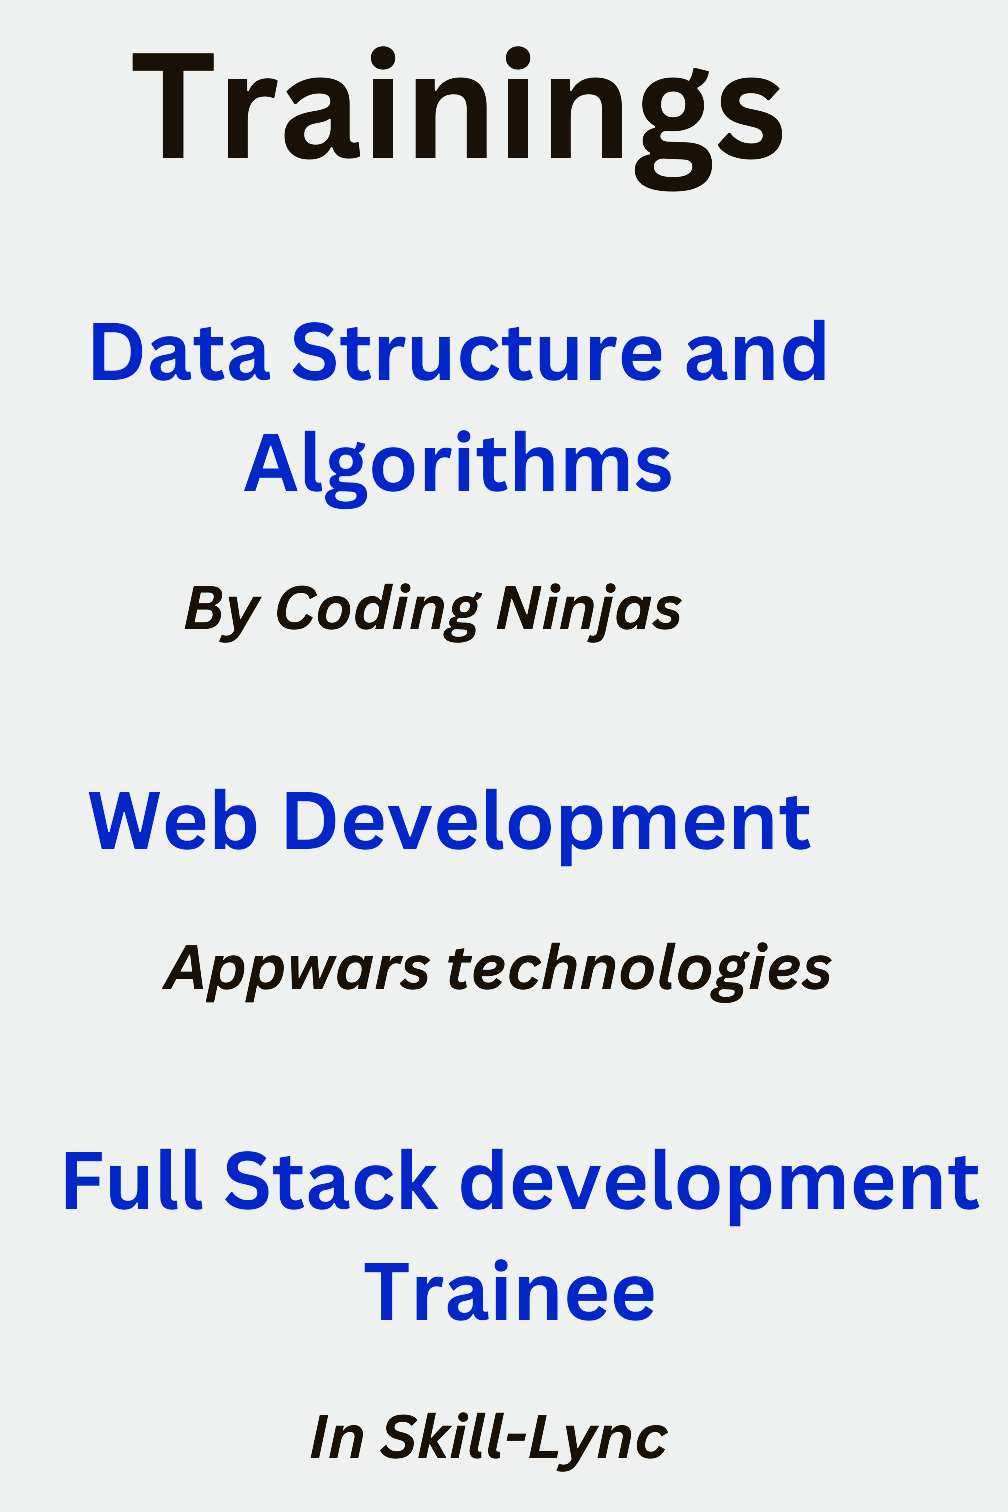 Trainings
Data Structure and
Algorithms
By Coding Ninjas
Web Development
Appwars technologies
Full Stack development
Trainee
In Skill-Lync